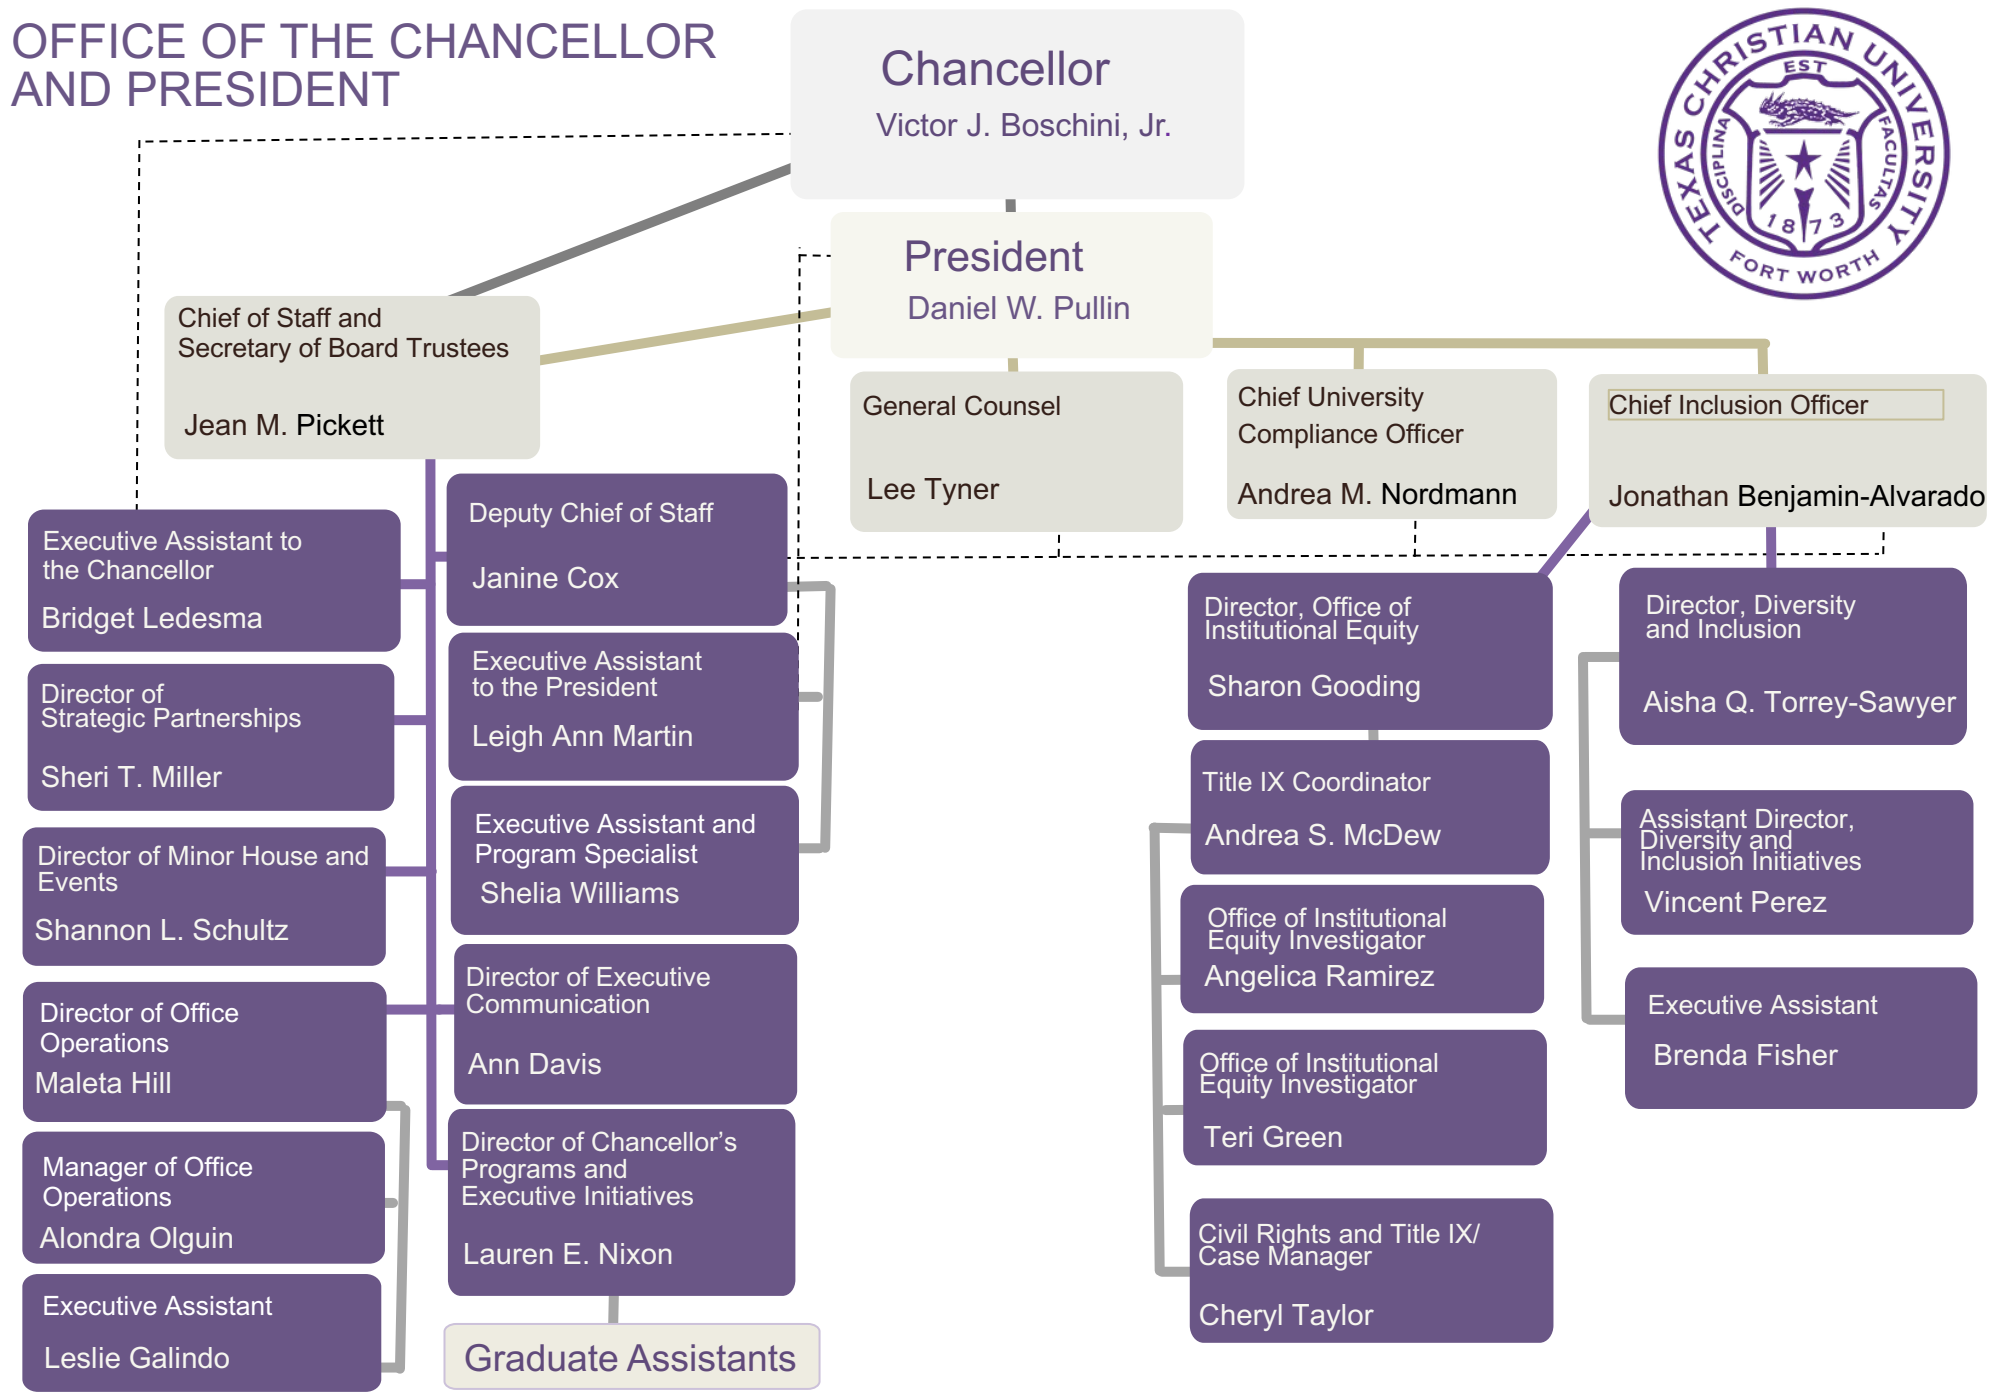 OFFICE OF THE CHANCELLOR
AND PRESIDENT
Chancellor
Victor J. Boschini, Jr.
TEXAS CHRISTIAN UNIVERSITY
EST
DISCIPLINA
FACULTAS
1873
FORT WORTH
President
Daniel W. Pullin
Chief of Staff and
Secretary of Board Trustees
Jean M. Pickett
General Counsel
Lee Tyner
Chief University
Compliance Officer
Andrea M. Nordmann
Chief Inclusion Officer
Jonathan Benjamin-Alvarado
Executive Assistant to
the Chancellor
Bridget Ledesma
Director of
Strategic Partnerships
Sheri T. Miller
Director of Minor House and
Events
Shannon L. Schultz
Director of Office
Operations
Maleta Hill
Manager of Office
Operations
Alondra Olguin
Executive Assistant
Leslie Galindo
Deputy Chief of Staff
Janine Cox
Executive Assistant
to the President
Leigh Ann Martin
Executive Assistant and
Program Specialist
Shelia Williams
Director of Executive
Communication
Ann Davis
Director of Chancellor’s
Programs and
Executive Initiatives
Lauren E. Nixon
Graduate Assistants
Director, Office of
Institutional Equity
Sharon Gooding
Title IX Coordinator
Andrea S. McDew
Office of Institutional
Equity Investigator
Angelica Ramirez
Office of Institutional
Equity Investigator
Teri Green
Civil Rights and Title IX/
Case Manager
Cheryl Taylor
Director, Diversity
and Inclusion
Aisha Q. Torrey-Sawyer
Assistant Director,
Diversity and
Inclusion Initiatives
Vincent Perez
Executive Assistant
Brenda Fisher